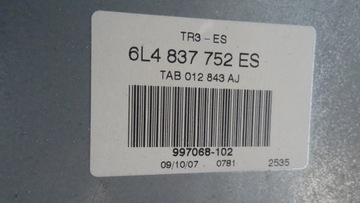 TR3-ES
6L4 837 752 ES
TAB 012 843 AJ
997068-102
09/10/07 0781 2535